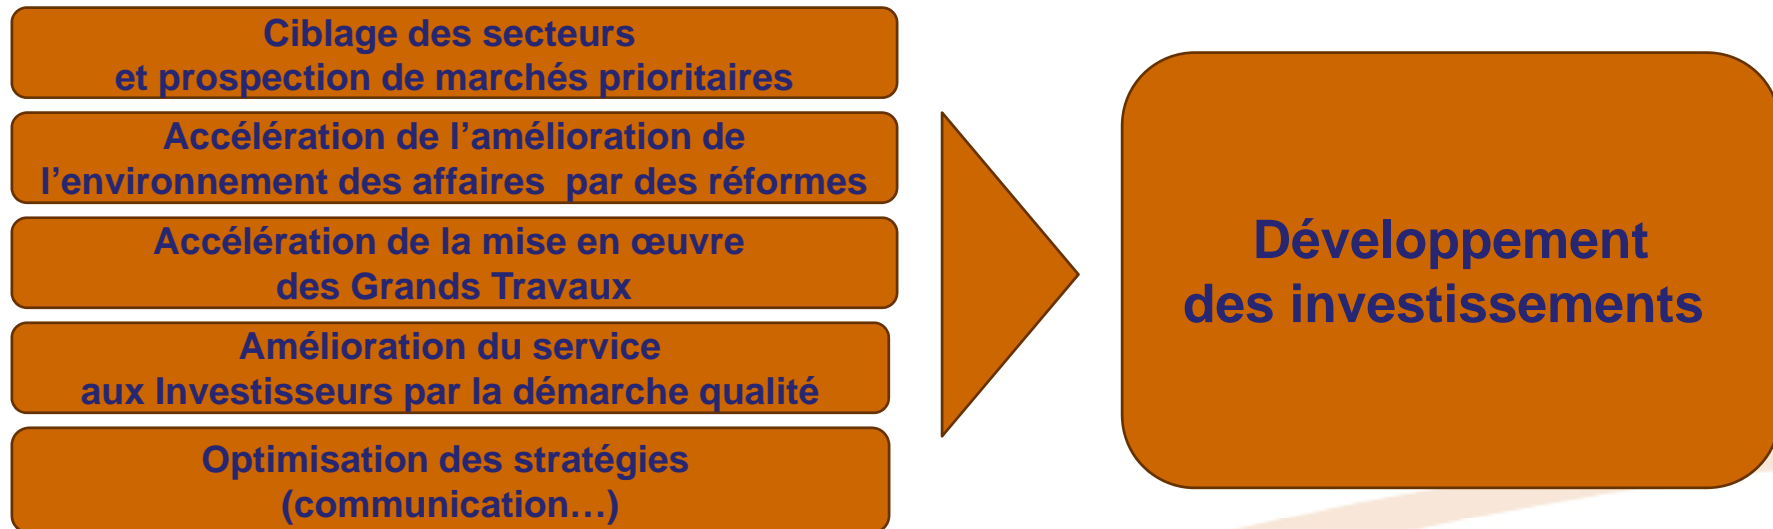 Ciblage des secteurs
et prospection de marchés prioritaires
Accélération de l’amélioration de
l’environnement des affaires  par des réformes
Accélération de la mise en œuvre
des Grands Travaux
Amélioration du service
aux Investisseurs par la démarche qualité
Optimisation des stratégies
(communication…)
Développement
des investissements